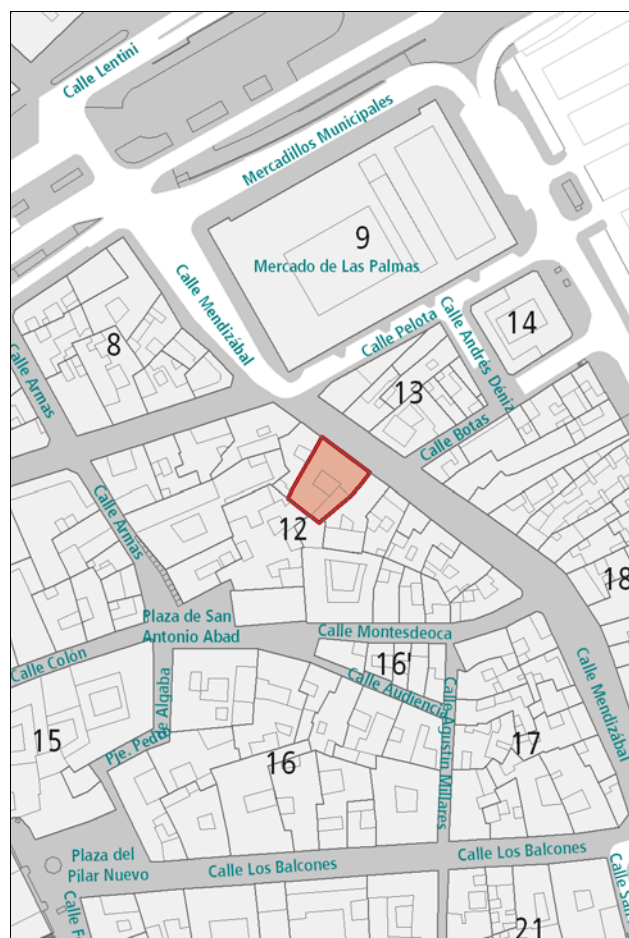 Calle Lentini
Mercadillos Municipales
9
Mercado de Las Palmas
Calle Mendizábal
Calle Pelota
Calle Andrés Déniz
14
8
Calle Armas
13
Calle Botas
Calle Armas
12
18
Plaza de San
Antonio Abad
Calle Montesdeoca
Calle Colón
16'
Calle Audiencia
Calle Mendizábal
Pje. Pedro
de Algaba
Calle Agustín Millares
15
16
17
Plaza del
Pilar Nuevo
Calle Los Balcones
Calle Los Balcones
21